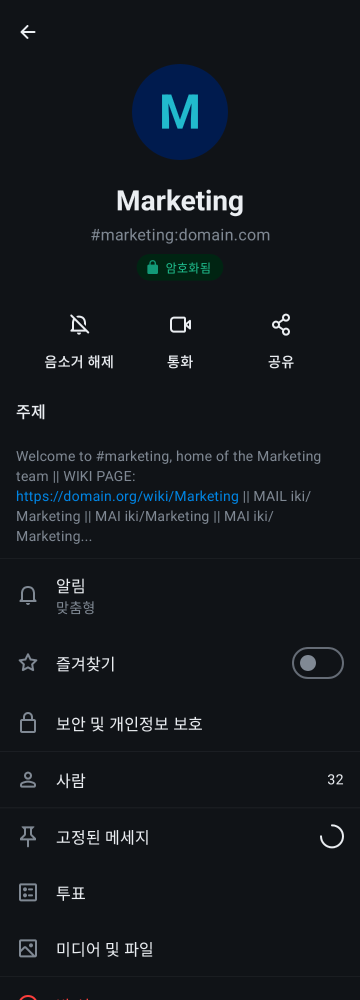 M
Marketing
#marketing:domain.com
암호화됨
음소거 해제
통화
공유
주제
Welcome to #marketing, home of the Marketing
team || WIKI PAGE:
https://domain.org/wiki/Marketing || MAIL iki/
Marketing || MAI iki/Marketing || MAI iki/
Marketing...
알림
맞춤형
즐겨찾기
보안 및 개인정보 보호
사람
32
고정된 메세지
투표
미디어 및 파일